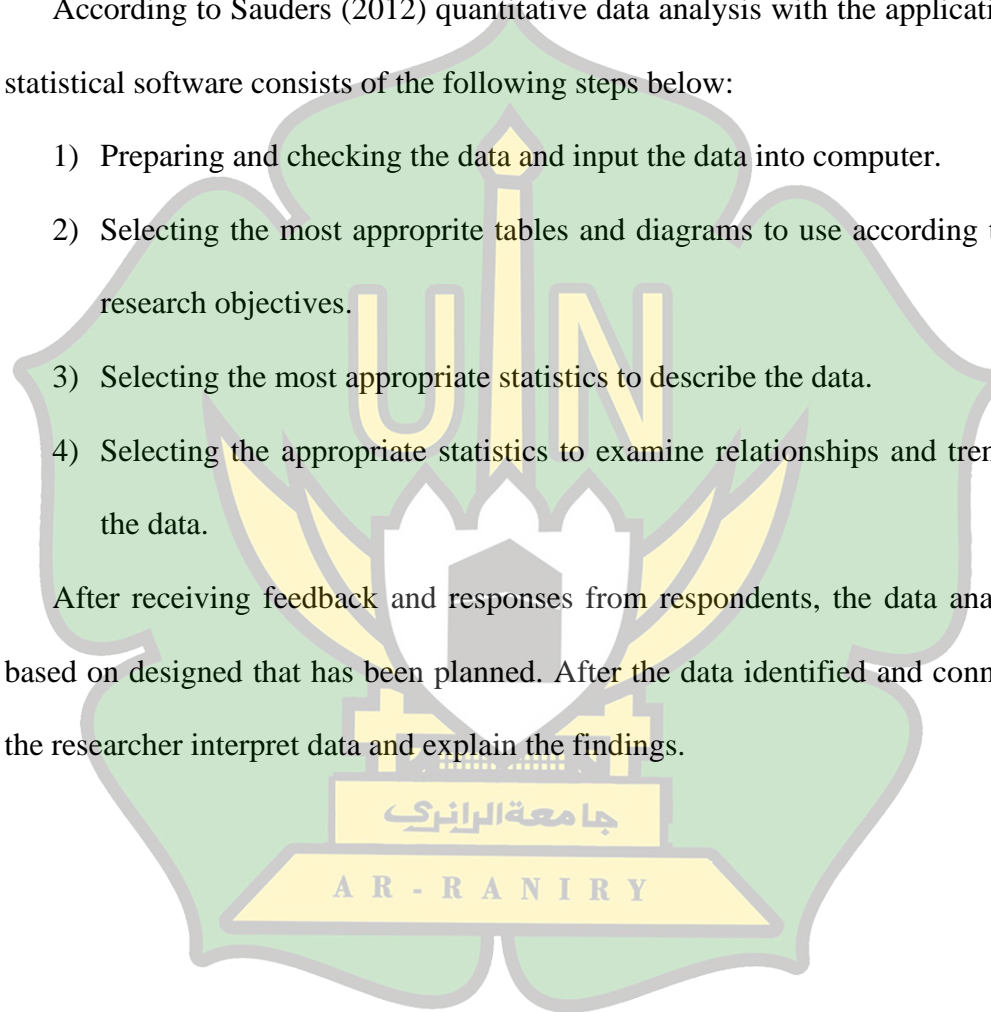 According to Sauders (2012) quantitative data analysis with the applicati
statistical software consists of the following steps below:
1) Preparing and checking the data and input the data into computer.
2) Selecting the most approprite tables and diagrams to use according t
research objectives.
3) Selecting the most appropriate statistics to describe the data.
4) Selecting the appropriate statistics to examine relationships and tren
the data.
After receiving feedback and responses from respondents, the data ana
based on designed that has been planned. After the data identified and conn
the researcher interpret data and explain the findings.
UIN
جامعة الرانري
AR-RANIRY